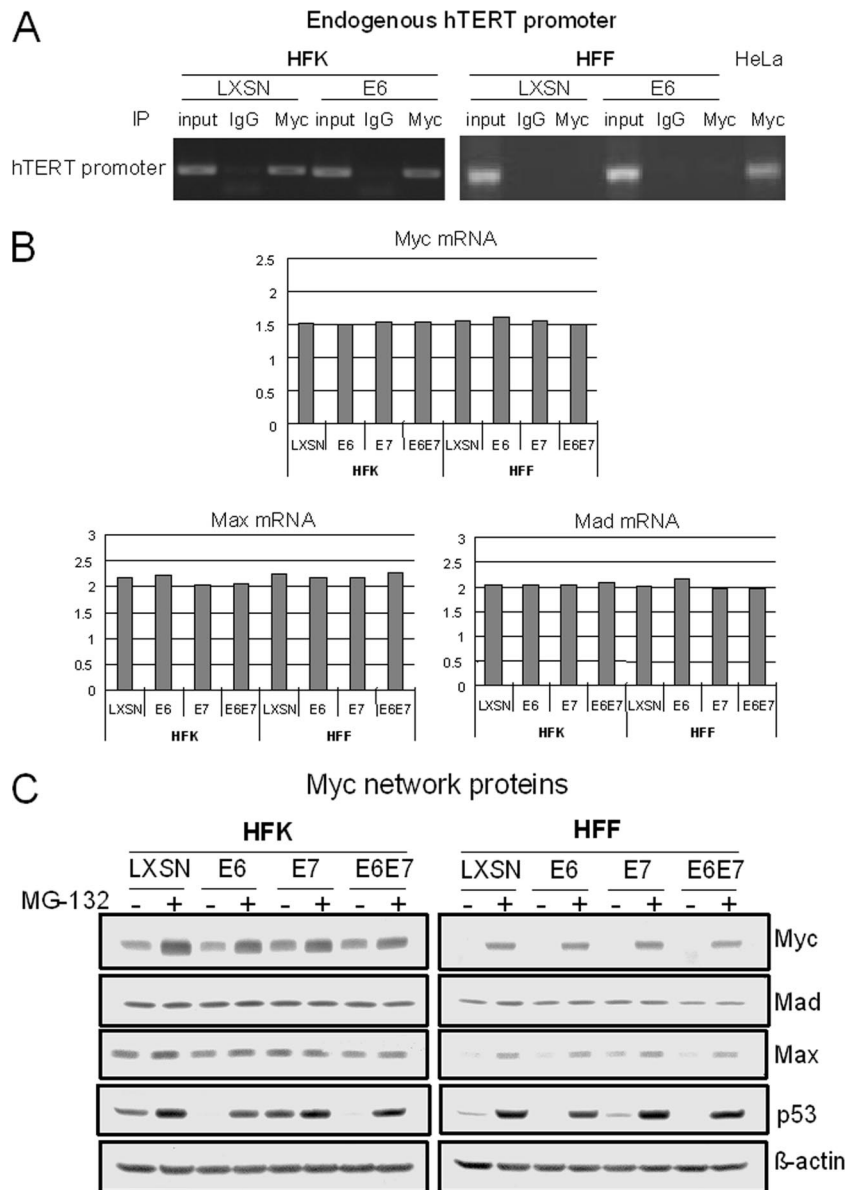 A
Endogenous hTERT promoter
HFK HFF HeLa
LXSN E6 LXSN E6
IP input IgG Myc input IgG Myc input IgG Myc input IgG Myc Myc
hTERT promoter
B
Myc mRNA
2.5
2
1.5
1
0.5
0
LXSN E6 E7 E6E7 LXSN E6 E7 E6E7
HFK HFF
Max mRNA
3
2.5
2
1.5
1
0.5
0
LXSN E6 E7 E6E7 LXSN E6 E7 E6E7
HFK HFF
Mad mRNA
3
2.5
2
1.5
1
0.5
0
LXSN E6 E7 E6E7 LXSN E6 E7 E6E7
HFK HFF
C
Myc network proteins
HFK HFF
LXSN E6 E7 E6E7 LXSN E6 E7 E6E7
MG-132 - + - + - + - + - + - + - + - +
Myc
Mad
Max
p53
ß-actin